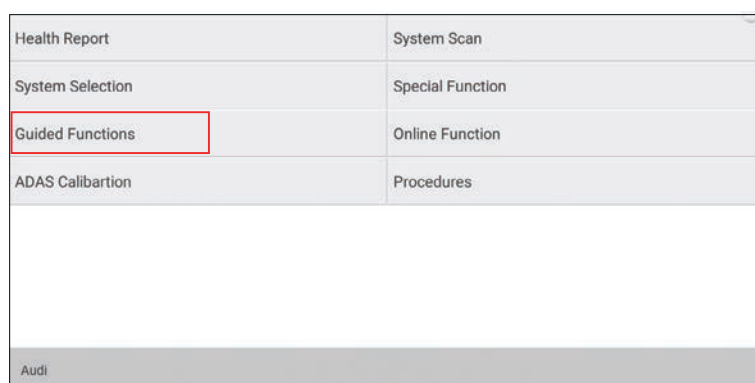 Health Report
System Scan
System Selection
Special Function
Guided Functions
Online Function
ADAS Calibartion
Procedures
Audi